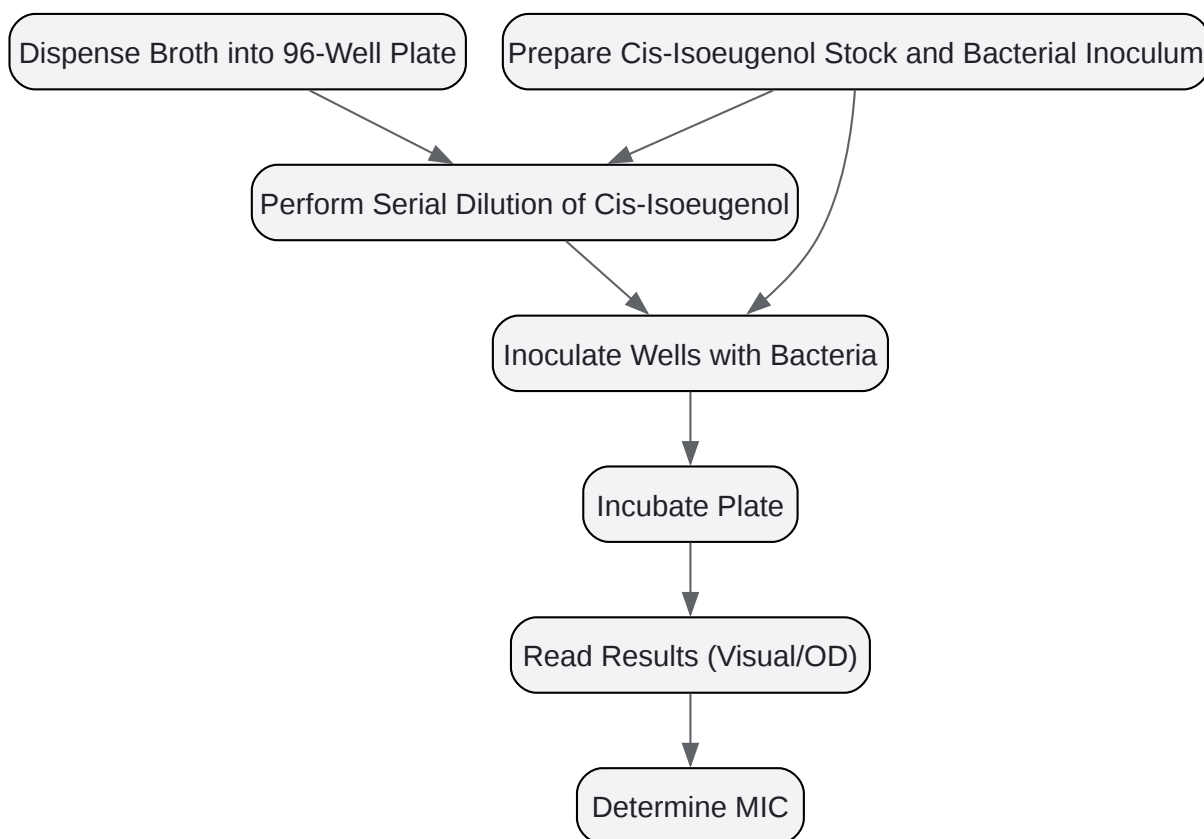 Dispense Broth into 96-Well Plate
Prepare Cis-Isoeugenol Stock and Bacterial Inoculum
Perform Serial Dilution of Cis-Isoeugenol
Inoculate Wells with Bacteria
Incubate Plate
Read Results (Visual/OD)
Determine MIC